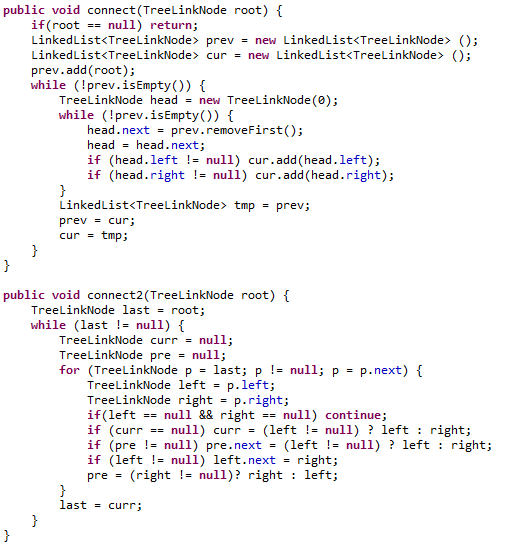 public void connect(TreeLinkNode root) {
    if(root == null) return;
    LinkedList<TreeLinkNode> prev = new LinkedList<TreeLinkNode> ();
    LinkedList<TreeLinkNode> cur = new LinkedList<TreeLinkNode> ();
    prev.add(root);
    while (!prev.isEmpty()) {
        TreeLinkNode head = new TreeLinkNode(0);
        while (!prev.isEmpty()) {
            head.next = prev.removeFirst();
            head = head.next;
            if (head.left != null) cur.add(head.left);
            if (head.right != null) cur.add(head.right);
        }
        LinkedList<TreeLinkNode> tmp = prev;
        prev = cur;
        cur = tmp;
    }
}

public void connect2(TreeLinkNode root) {
    TreeLinkNode last = root;
    while (last != null) {
        TreeLinkNode curr = null;
        TreeLinkNode pre = null;
        for (TreeLinkNode p = last; p != null; p = p.next) {
            TreeLinkNode left = p.left;
            TreeLinkNode right = p.right;
            if(left == null && right == null) continue;
            if (curr == null) curr = (left != null) ? left : right;
            if (pre != null) pre.next = (left != null) ? left : right;
            if (left != null) left.next = right;
            pre = (right != null)? right : left;
        }
        last = curr;
    }
}